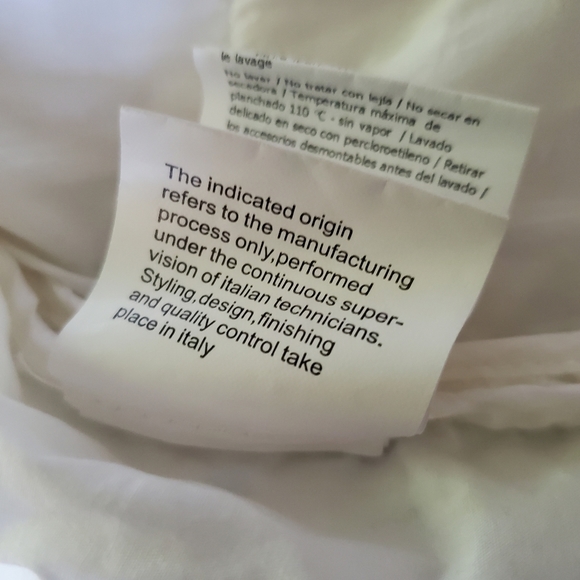 le lavage
No lavar / No tratar con lejía / No secar en
secadora / Temperatura máxima de
planchado 110 °C - sin vapor / Lavado
delicado en seco con percloroetileno / Retirar
los accesorios desmontables antes del lavado /
The indicated origin
refers to the manufacturing
process only,performed
under the continuous super-
vision of italian technicians.
Styling,design,finishing
and quality control take
place in italy